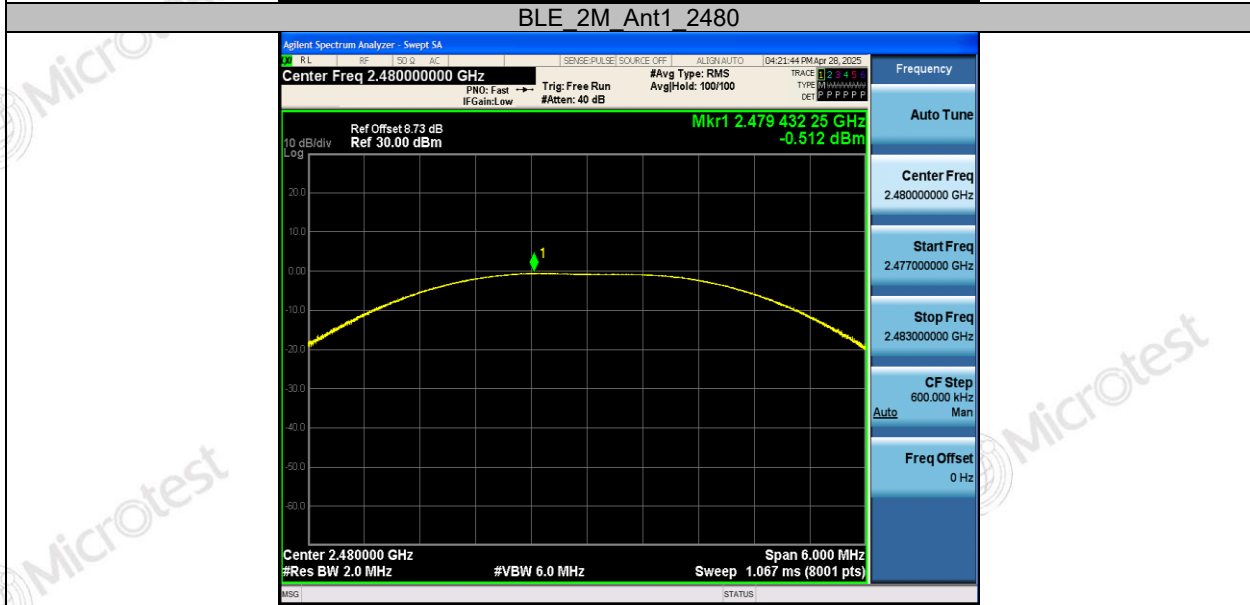 BLE_2M_Ant1_2480
Agilent Spectrum Analyzer - Swept SA
RL RF 50 Ω AC SENSE:PULSE SOURCE OFF ALIGN AUTO 04:21:44 PM Apr 28, 2025
Center Freq 2.480000000 GHz
PNO: Fast
IFGain:Low
Trig: Free Run
#Atten: 40 dB
#Avg Type: RMS
Avg|Hold: 100/100
TRACE 1 2 3 4 5 6
TYPE M
DET P P P P P P
Mkr1 2.479 432 25 GHz
-0.512 dBm
Ref Offset 8.73 dB
10 dB/div Ref 30.00 dBm
Log
20.0
10.0
1
0.00
-10.0
-20.0
-30.0
-40.0
-50.0
-60.0
Center 2.480000 GHz Span 6.000 MHz
#Res BW 2.0 MHz #VBW 6.0 MHz Sweep 1.067 ms (8001 pts)
MSG STATUS
Frequency
Auto Tune
Center Freq
2.480000000 GHz
Start Freq
2.477000000 GHz
Stop Freq
2.483000000 GHz
CF Step
600.000 kHz
Auto Man
Freq Offset
0 Hz
Microtest
Microtest
Microtest